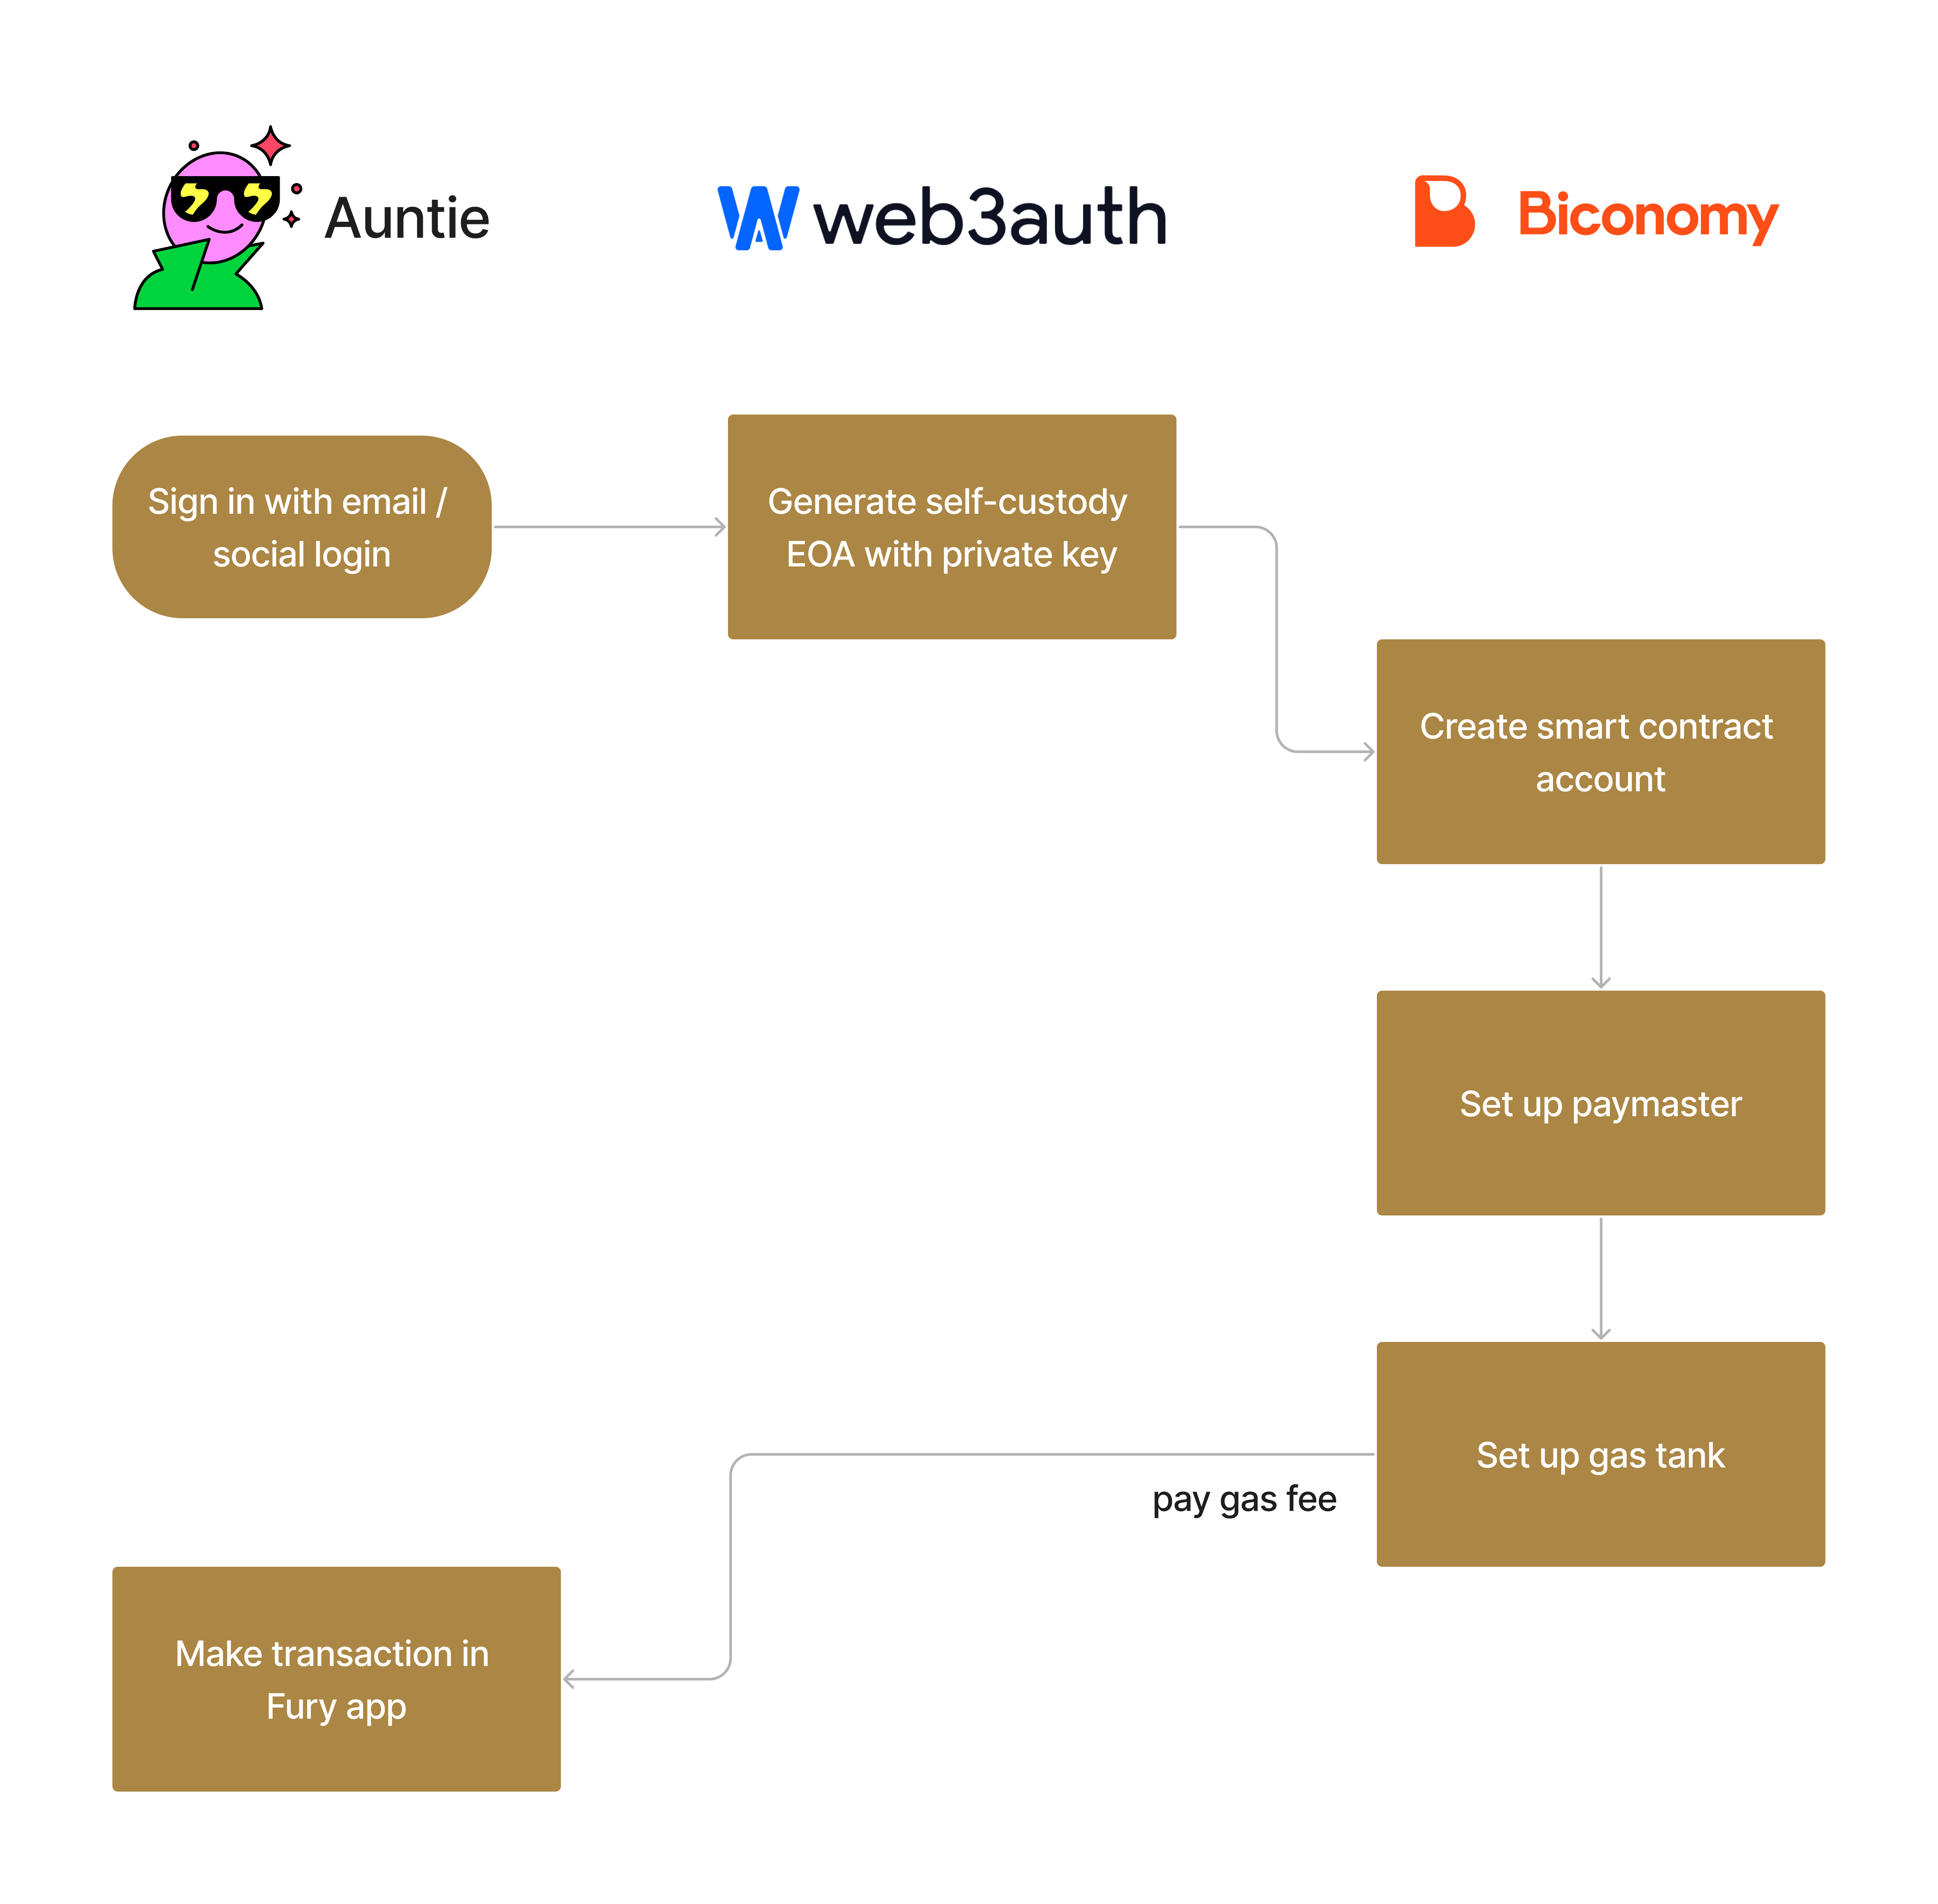 Auntie
web3auth
Biconomy
Sign in with email /
social login
Generate self-custody
EOA with private key
Create smart contract
account
Set up paymaster
Set up gas tank
pay gas fee
Make transaction in
Fury app